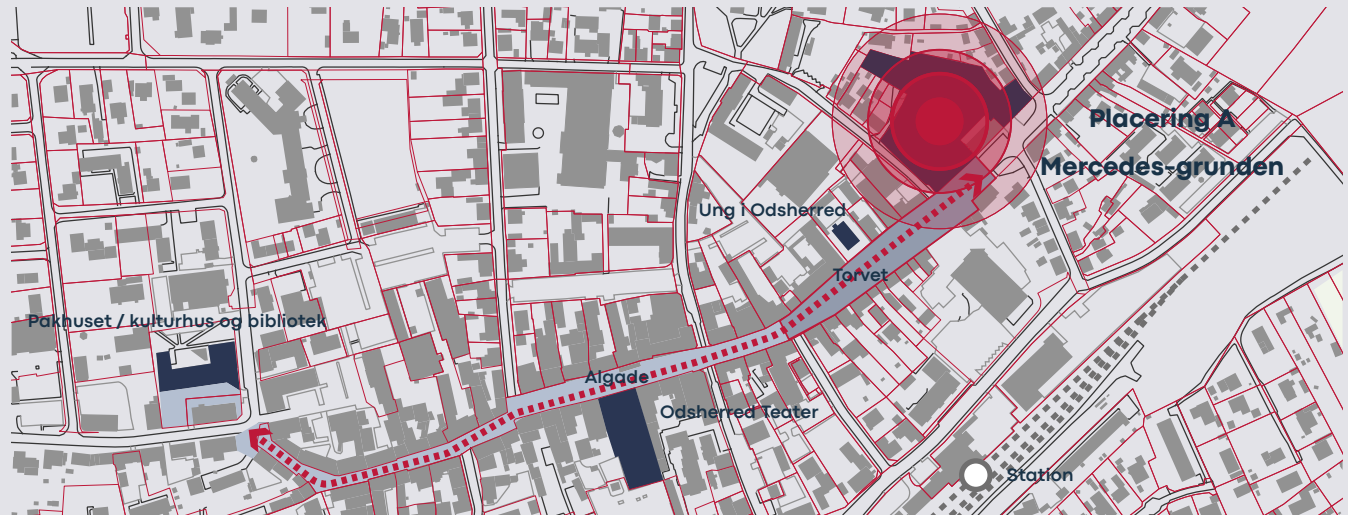 Placering A
Mercedes-grunden
Ung i Odsherred
Torvet
Pakhuset / kulturhus og bibliotek
Algade
Odsherred Teater
Station